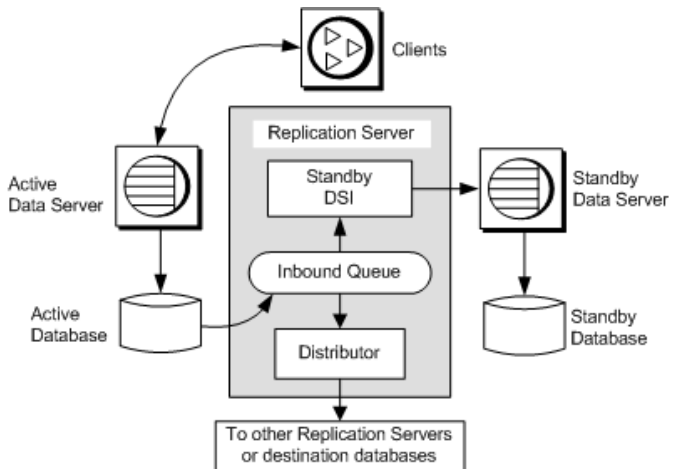 Clients
Replication Server
Active
Data Server
Standby
DSI
Standby
Data Server
Inbound Queue
Active
Database
Standby
Database
Distributor
To other Replication Servers
or destination databases